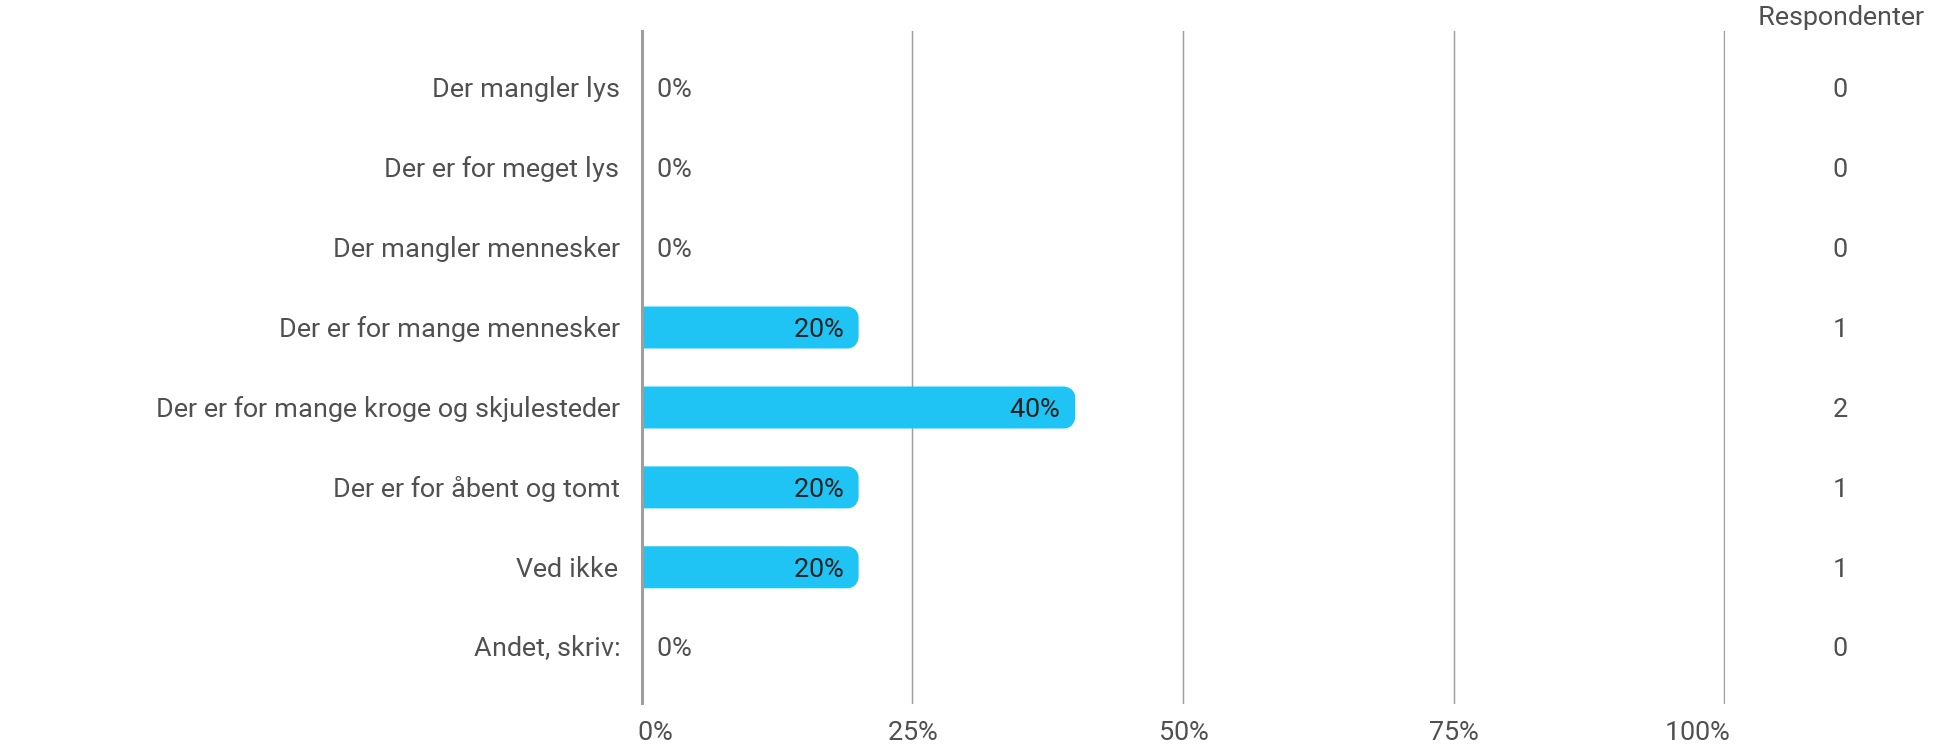 Respondenter
Der mangler lys 0% 0
Der er for meget lys 0% 0
Der mangler mennesker 0% 0
Der er for mange mennesker 20% 1
Der er for mange kroge og skjulesteder 40% 2
Der er for åbent og tomt 20% 1
Ved ikke 20% 1
Andet, skriv: 0% 0
0% 25% 50% 75% 100%